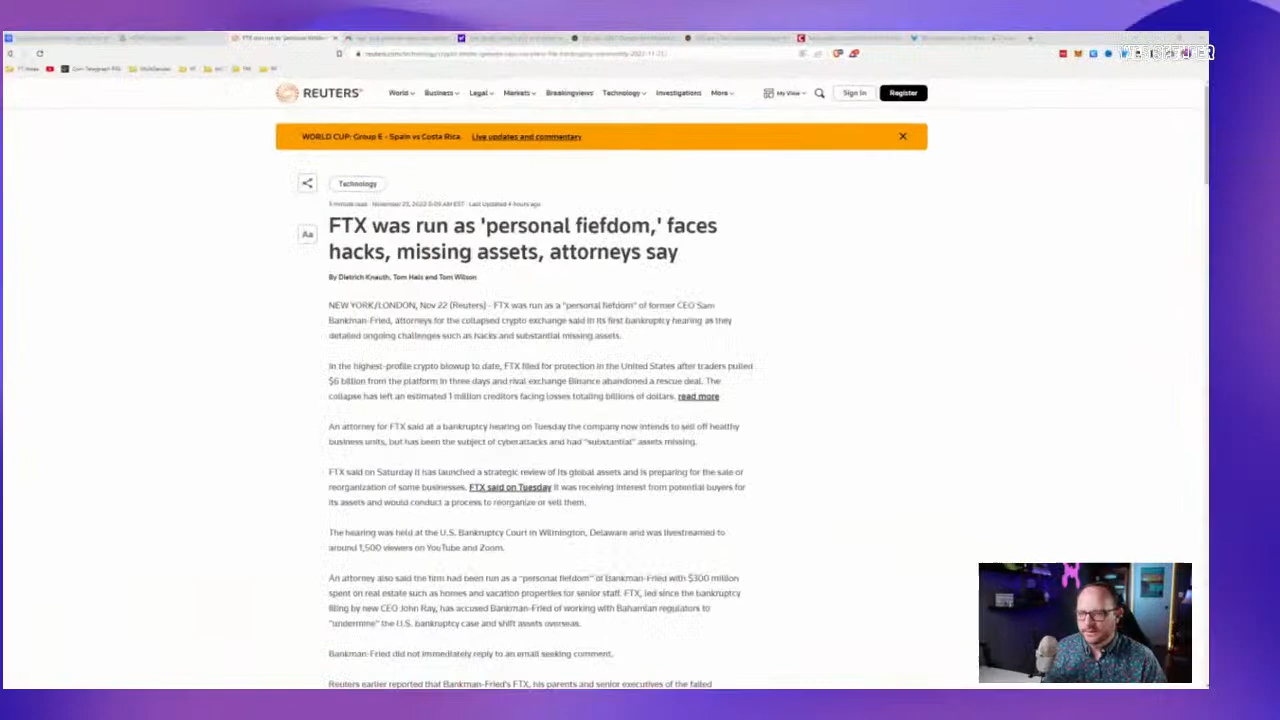 REUTERS
World Business Legal Markets Breakingviews Technology Investigations More My View Sign In Register
WORLD CUP: Group E - Spain vs Costa Rica. Live updates and commentary
Technology
Aa
FTX was run as 'personal fiefdom,' faces
hacks, missing assets, attorneys say
By Dietrich Knauth, Tom Hals and Tom Wilson
NEW YORK/LONDON, Nov 22 (Reuters) - FTX was run as a "personal fiefdom" of former CEO Sam
Bankman-Fried, attorneys for the collapsed crypto exchange said in its first bankruptcy hearing as they
detailed ongoing challenges such as hacks and substantial missing assets.
In the highest-profile crypto blowup to date, FTX filed for protection in the United States after traders pulled
$6 billion from the platform in three days and rival exchange Binance abandoned a rescue deal. The
collapse has left an estimated 1 million creditors facing losses totaling billions of dollars. read more
An attorney for FTX said at a bankruptcy hearing on Tuesday the company now intends to sell off healthy
business units, but has been the subject of cyberattacks and had "substantial" assets missing.
FTX said on Saturday it has launched a strategic review of its global assets and is preparing for the sale or
reorganization of some businesses. FTX said on Tuesday it was receiving interest from potential buyers for
its assets and would conduct a process to reorganize or sell them.
The hearing was held at the U.S. Bankruptcy Court in Wilmington, Delaware and was livestreamed to
around 1,500 viewers on YouTube and Zoom.
An attorney also said the firm had been run as a "personal fiefdom" of Bankman-Fried with $300 million
spent on real estate such as homes and vacation properties for senior staff. FTX, led since the bankruptcy
filing by new CEO John Ray, has accused Bankman-Fried of working with Bahamian regulators to
"undermine" the U.S. bankruptcy case and shift assets overseas.
Bankman-Fried did not immediately reply to an email seeking comment.
Reuters earlier reported that Bankman-Fried's FTX, his parents and senior executives of the failed